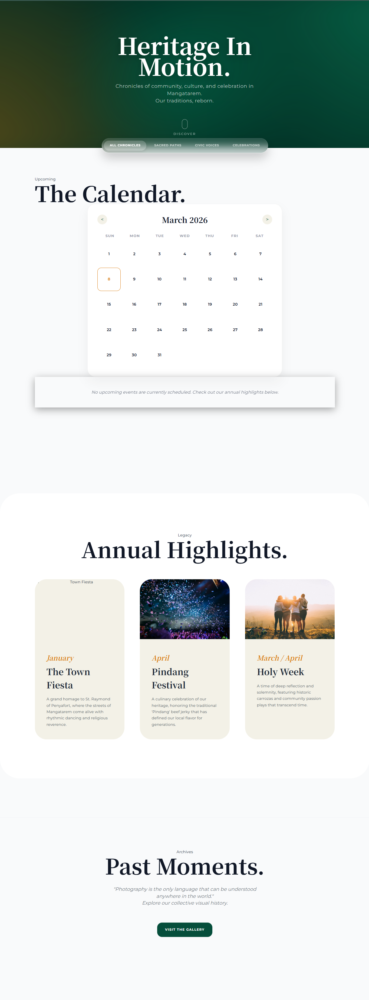 Heritage In
Motion.
Chronicles of community, culture, and celebration in
Mangatarem.
Our traditions, reborn.
DISCOVER
ALL CHRONICLES SACRED PATHS CIVIC VOICES CELEBRATIONS
Upcoming
The Calendar.
< March 2026 >
SUN MON TUE WED THU FRI SAT
1 2 3 4 5 6 7
8 9 10 11 12 13 14
15 16 17 18 19 20 21
22 23 24 25 26 27 28
29 30 31
No upcoming events are currently scheduled. Check out our annual highlights below.
Legacy
Annual Highlights.
Town Fiesta
January
The Town
Fiesta
A grand homage to St. Raymond
of Penyafort, where the streets of
Mangatarem come alive with
rhythmic dancing and religious
reverence.
April
Pindang
Festival
A culinary celebration of our
heritage, honoring the traditional
'Pindang' beef jerky that has
defined our local flavor for
generations.
March / April
Holy Week
A time of deep reflection and
solemnity, featuring historic
carrozas and community passion
plays that transcend time.
Archives
Past Moments.
"Photography is the only language that can be understood
anywhere in the world."
Explore our collective visual history.
VISIT THE GALLERY